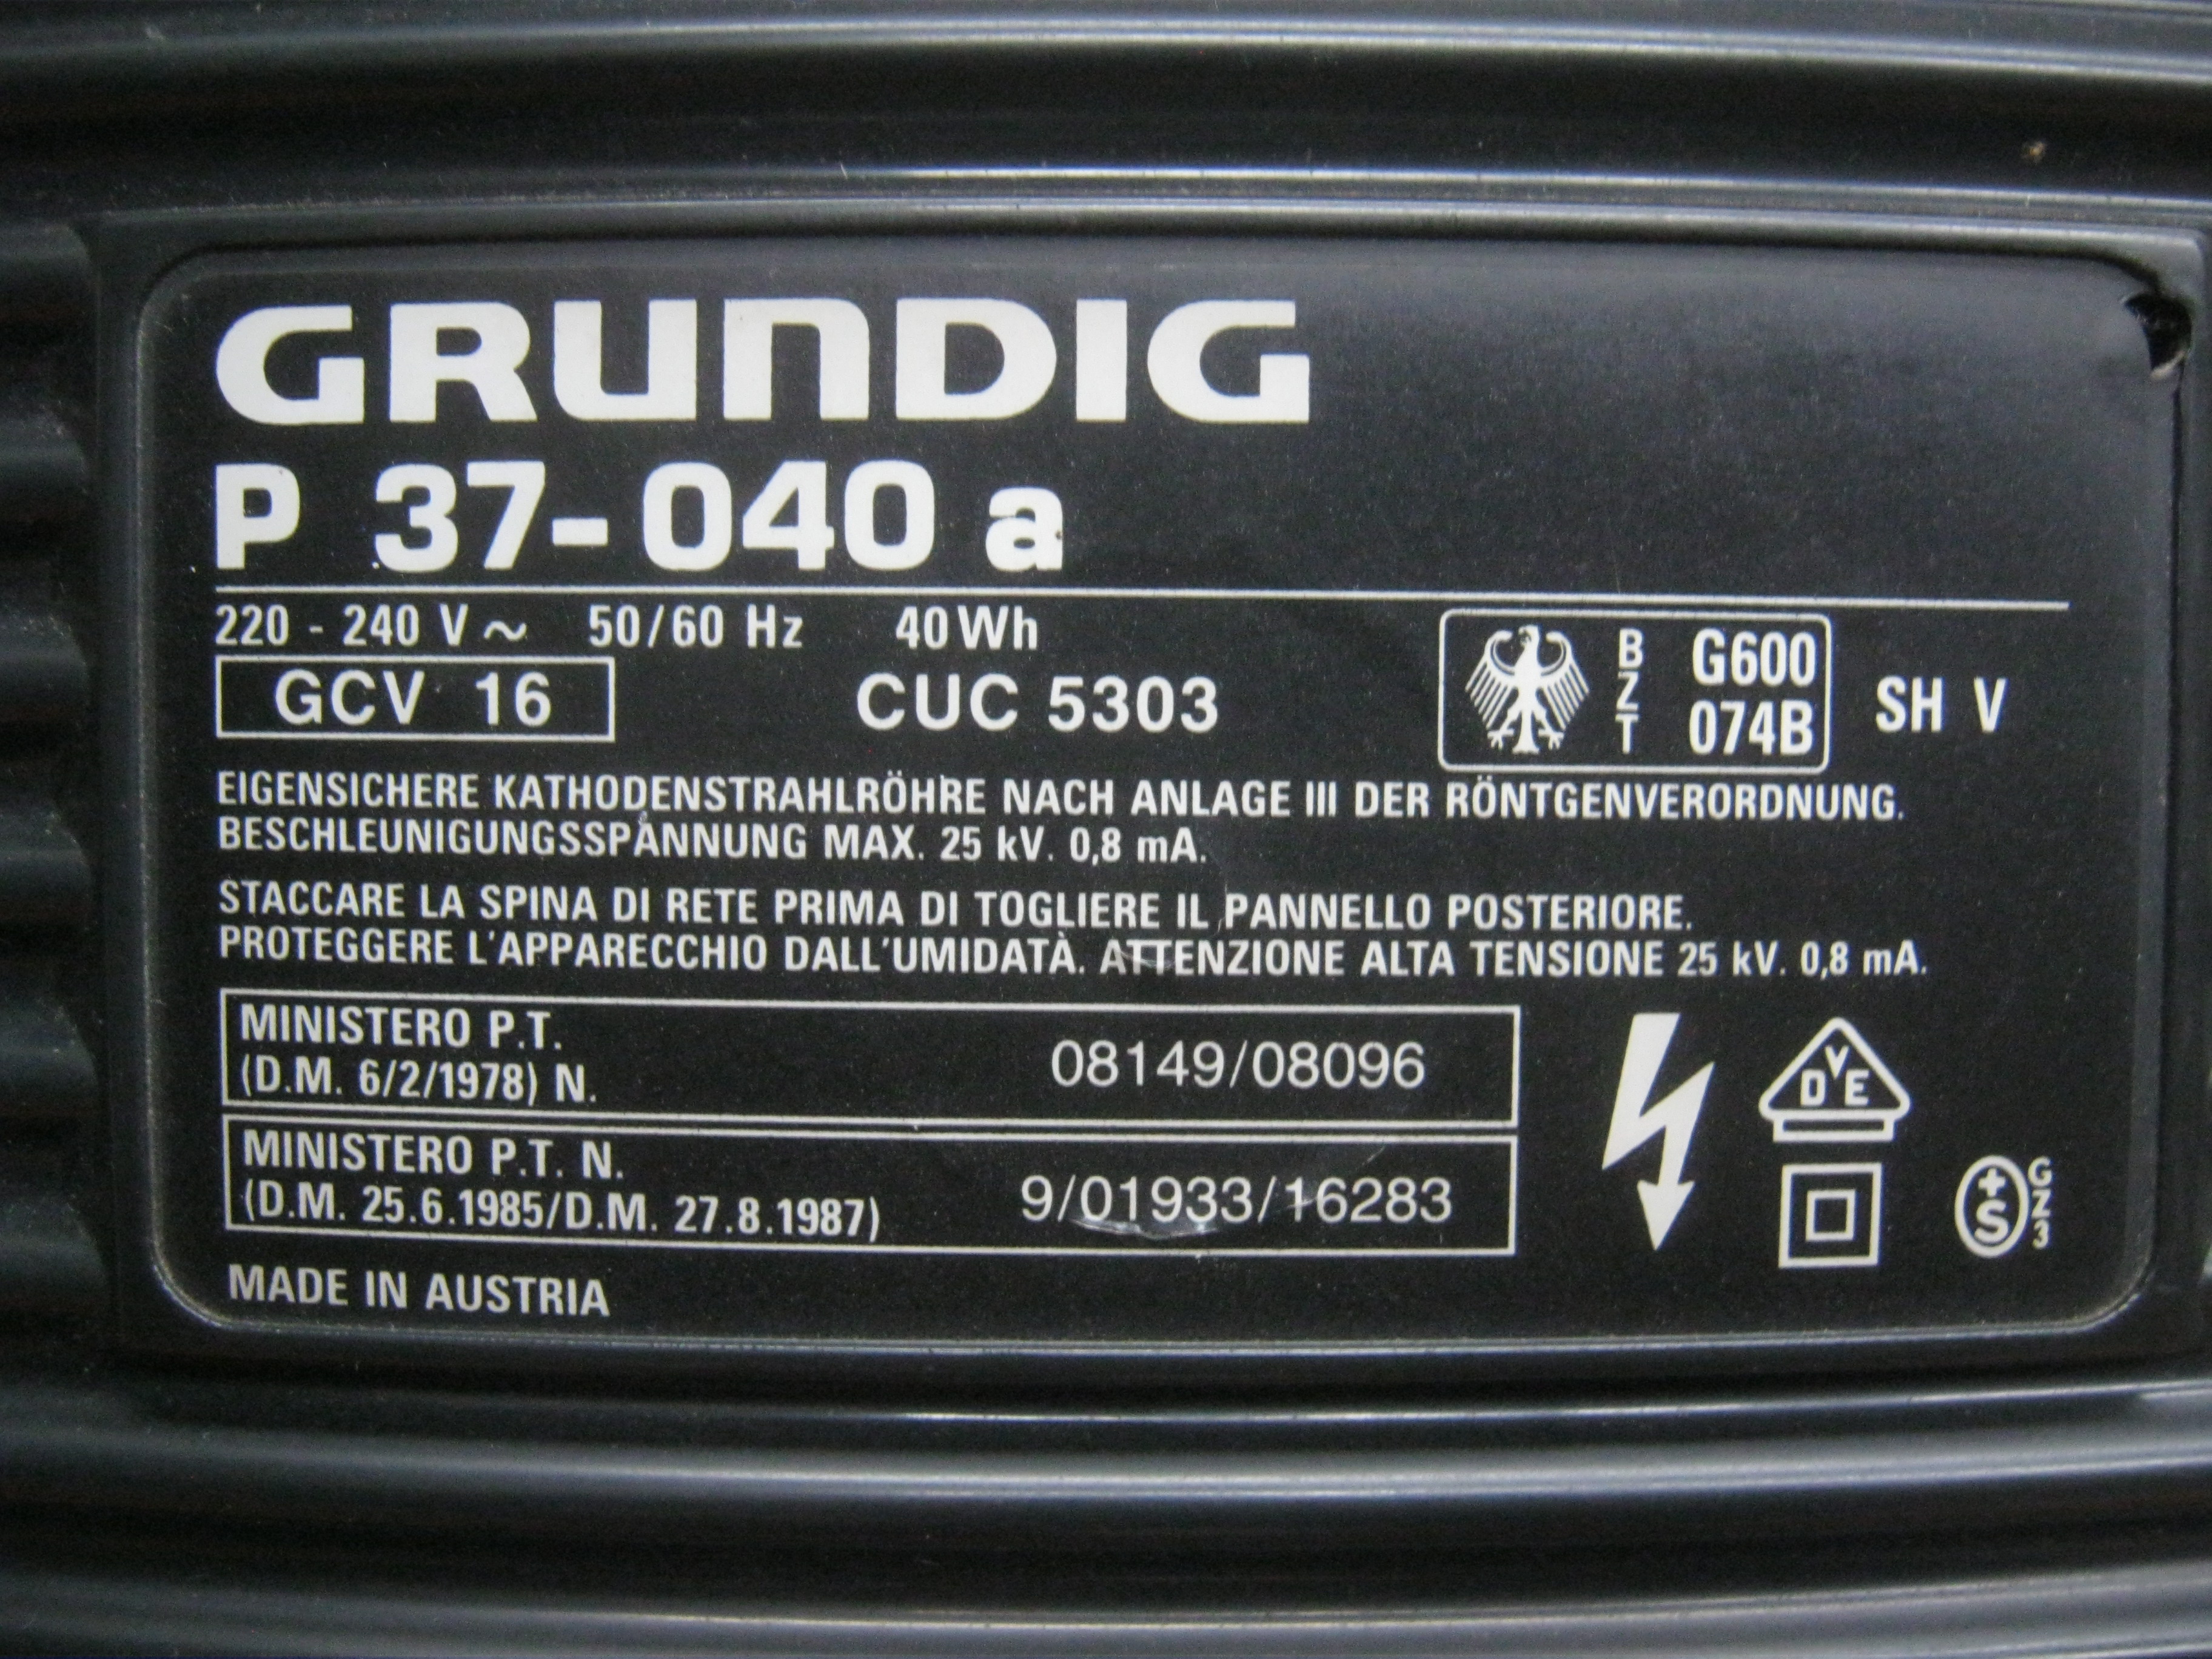 GRUNDIG
P 37-040 a
220 - 240 V ~ 50/60 Hz 40 Wh
GCV 16 CUC 5303
BZT G600 074B SH V
EIGENSICHERE KATHODENSTRAHLRÖHRE NACH ANLAGE III DER RÖNTGENVERORDNUNG.
BESCHLEUNIGUNGSSPANNUNG MAX. 25 kV. 0,8 mA.
STACCARE LA SPINA DI RETE PRIMA DI TOGLIERE IL PANNELLO POSTERIORE.
PROTEGGERE L'APPARECCHIO DALL'UMIDATÀ. ATTENZIONE ALTA TENSIONE 25 kV. 0,8 mA.
MINISTERO P.T.
(D.M. 6/2/1978) N. 08149/08096
MINISTERO P.T. N.
(D.M. 25.6.1985/D.M. 27.8.1987) 9/01933/16283
DVE
+S GZ3
MADE IN AUSTRIA